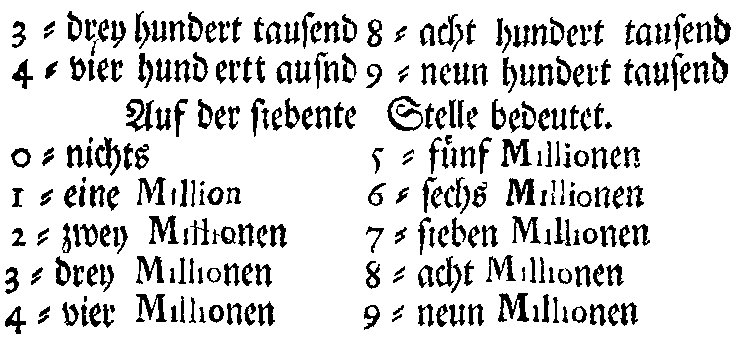 3 ⸗ drey hundert tauſend 8 ⸗ acht hundert tauſend
4 ⸗ vier hund ertt auſnd 9 ⸗ neun hundert tauſend
Auf der ſiebente Stelle bedeutet.
0 ⸗ nichts 5 ⸗ fünf Millionen
1 ⸗ eine Million 6 ⸗ ſechs Millionen
2 ⸗ zwey Millionen 7 ⸗ ſieben Millionen
3 ⸗ drey Millionen 8 ⸗ acht Millionen
4 ⸗ vier Millionen 9 ⸗ neun Millionen